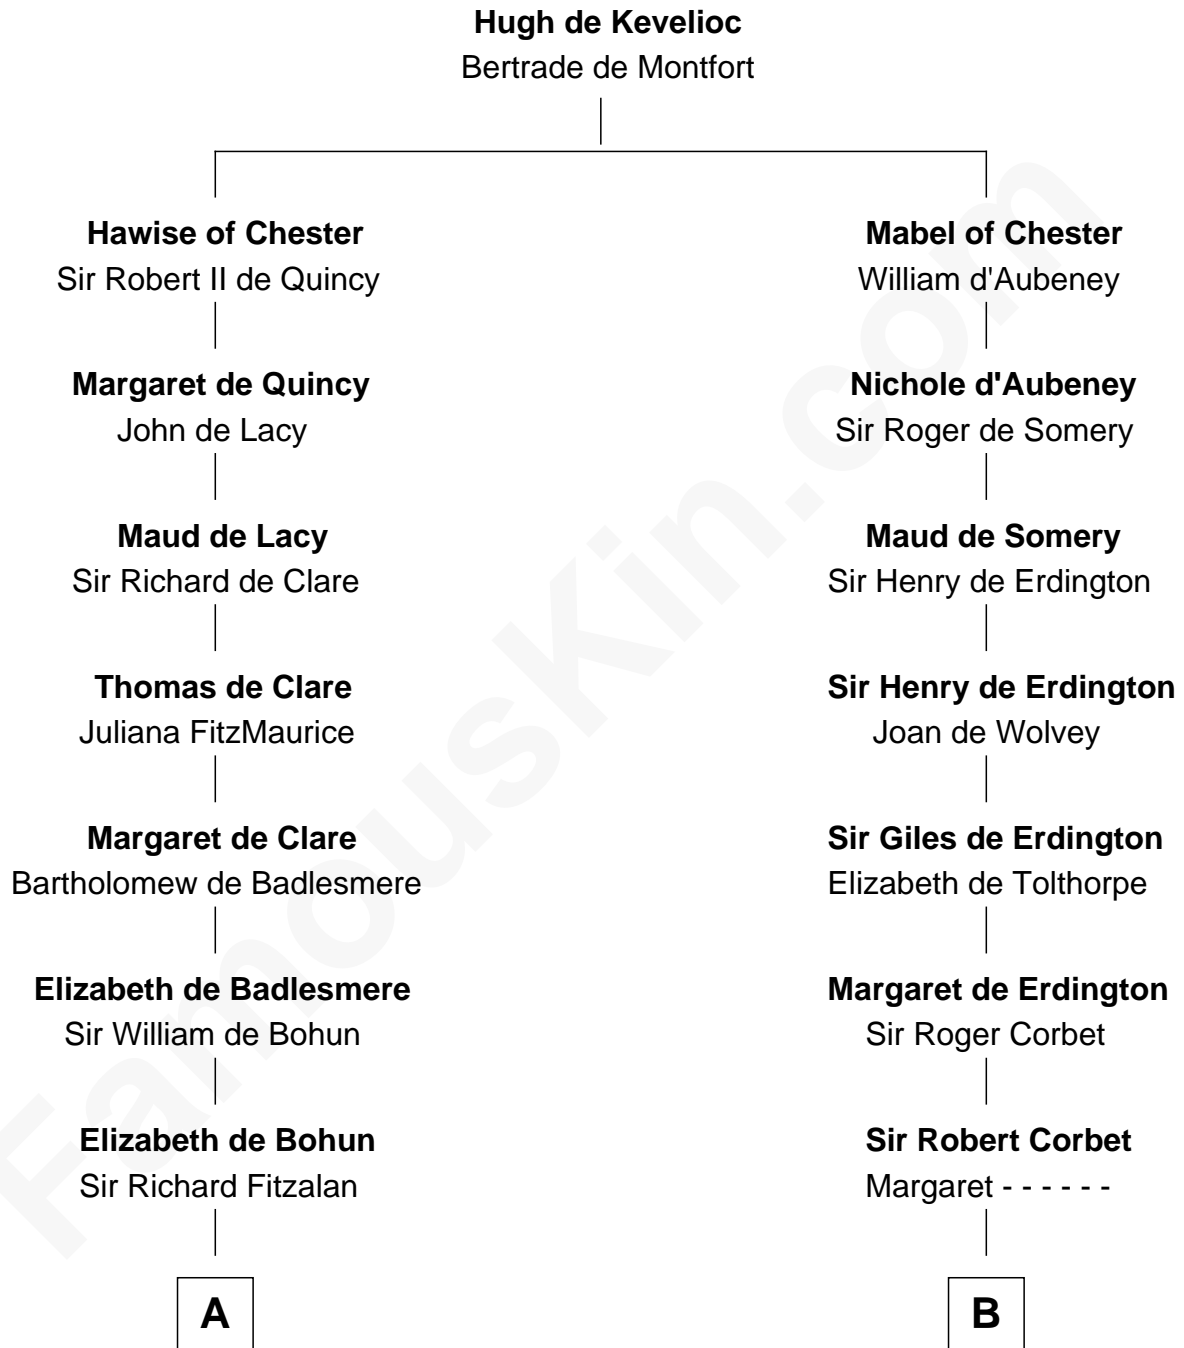 Hugh de Kevelioc
Bertrade de Montfort
Hawise of Chester
Sir Robert II de Quincy
Mabel of Chester
William d'Aubeney
Margaret de Quincy
John de Lacy
Nichole d'Aubeney
Sir Roger de Somery
Maud de Lacy
Sir Richard de Clare
Maud de Somery
Sir Henry de Erdington
Thomas de Clare
Juliana FitzMaurice
Sir Henry de Erdington
Joan de Wolvey
Margaret de Clare
Bartholomew de Badlesmere
Sir Giles de Erdington
Elizabeth de Tolthorpe
Elizabeth de Badlesmere
Sir William de Bohun
Margaret de Erdington
Sir Roger Corbet
Elizabeth de Bohun
Sir Richard Fitzalan
Sir Robert Corbet
Margaret - - - - - -
A
B
FamousKin.com